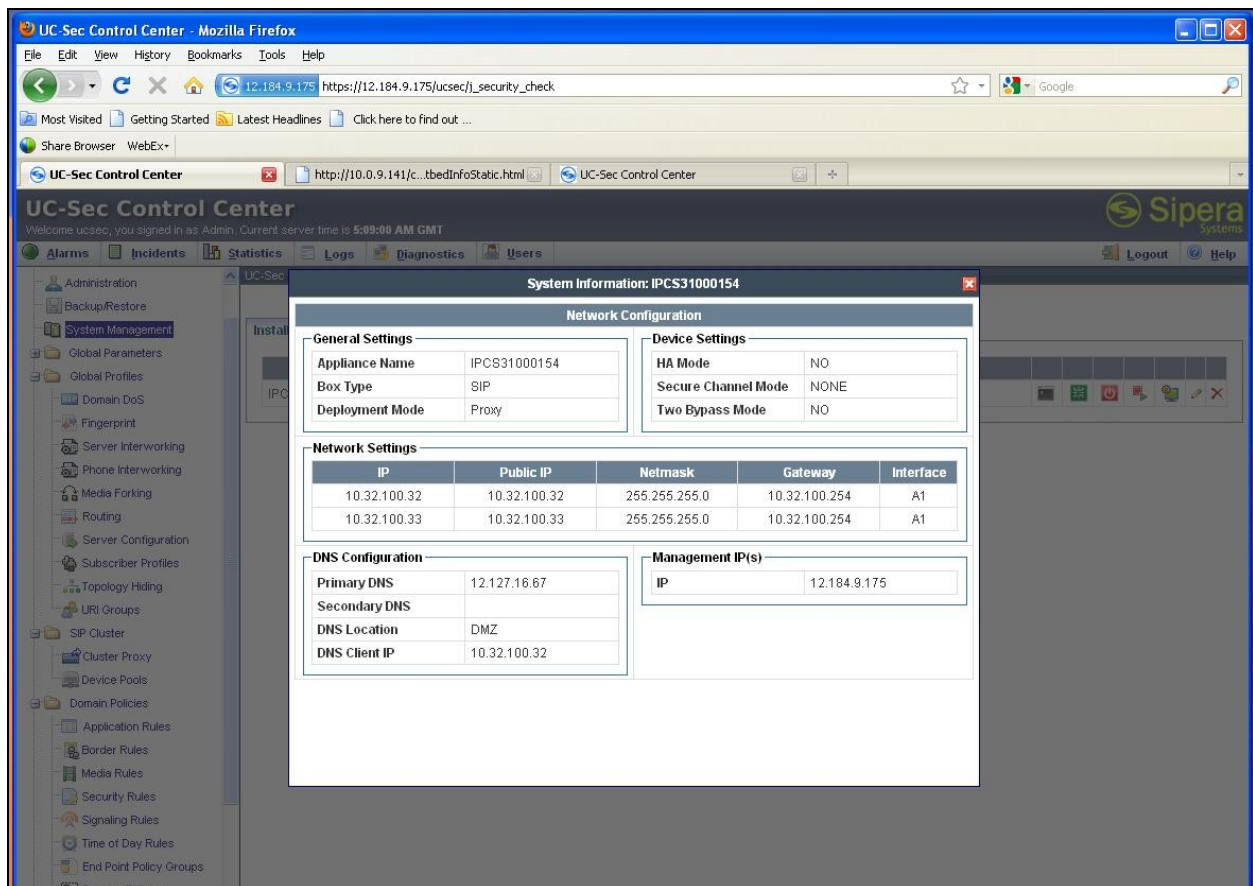 UC-Sec Control Center - Mozilla Firefox
File Edit View History Bookmarks Tools Help
12.184.9.175 https://12.184.9.175/ucsec/j_security_check
Google
Most Visited Getting Started Latest Headlines Click here to find out ...
Share Browser WebEx
UC-Sec Control Center http://10.0.9.141/c...tbedInfoStatic.html UC-Sec Control Center
UC-Sec Control Center
Sipera Systems
Welcome ucsec, you signed in as Admin. Current server time is 5:09:00 AM GMT
Alarms Incidents Statistics Logs Diagnostics Users Logout Help
Administration
Backup/Restore
System Management
Global Parameters
Global Profiles
Domain DoS
Fingerprint
Server Interworking
Phone Interworking
Media Forking
Routing
Server Configuration
Subscriber Profiles
Topology Hiding
URI Groups
SIP Cluster
Cluster Proxy
Device Pools
Domain Policies
Application Rules
Border Rules
Media Rules
Security Rules
Signaling Rules
Time of Day Rules
End Point Policy Groups
UC-Sec
Install
IPC
System Information: IPCS31000154
Network Configuration
General Settings
Appliance Name IPCS31000154
Box Type SIP
Deployment Mode Proxy
Device Settings
HA Mode NO
Secure Channel Mode NONE
Two Bypass Mode NO
Network Settings
IP Public IP Netmask Gateway Interface
10.32.100.32 10.32.100.32 255.255.255.0 10.32.100.254 A1
10.32.100.33 10.32.100.33 255.255.255.0 10.32.100.254 A1
DNS Configuration
Primary DNS 12.127.16.67
Secondary DNS
DNS Location DMZ
DNS Client IP 10.32.100.32
Management IP(s)
IP 12.184.9.175